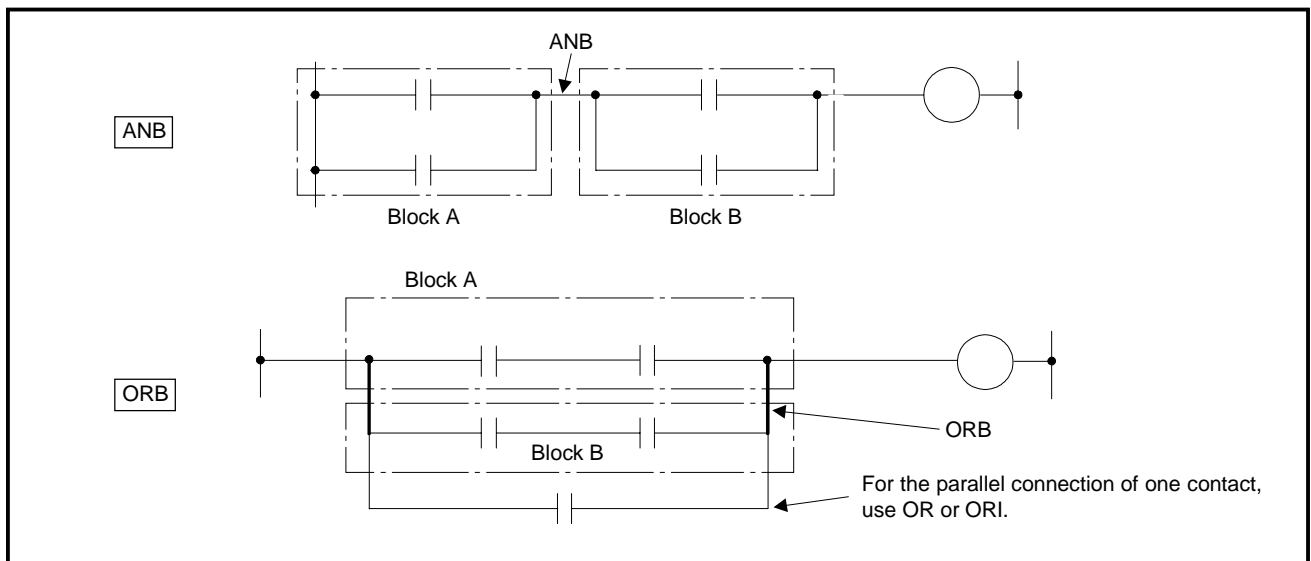 ANB
ANB
Block A
Block B
Block A
ORB
ORB
Block B
For the parallel connection of one contact,
use OR or ORI.